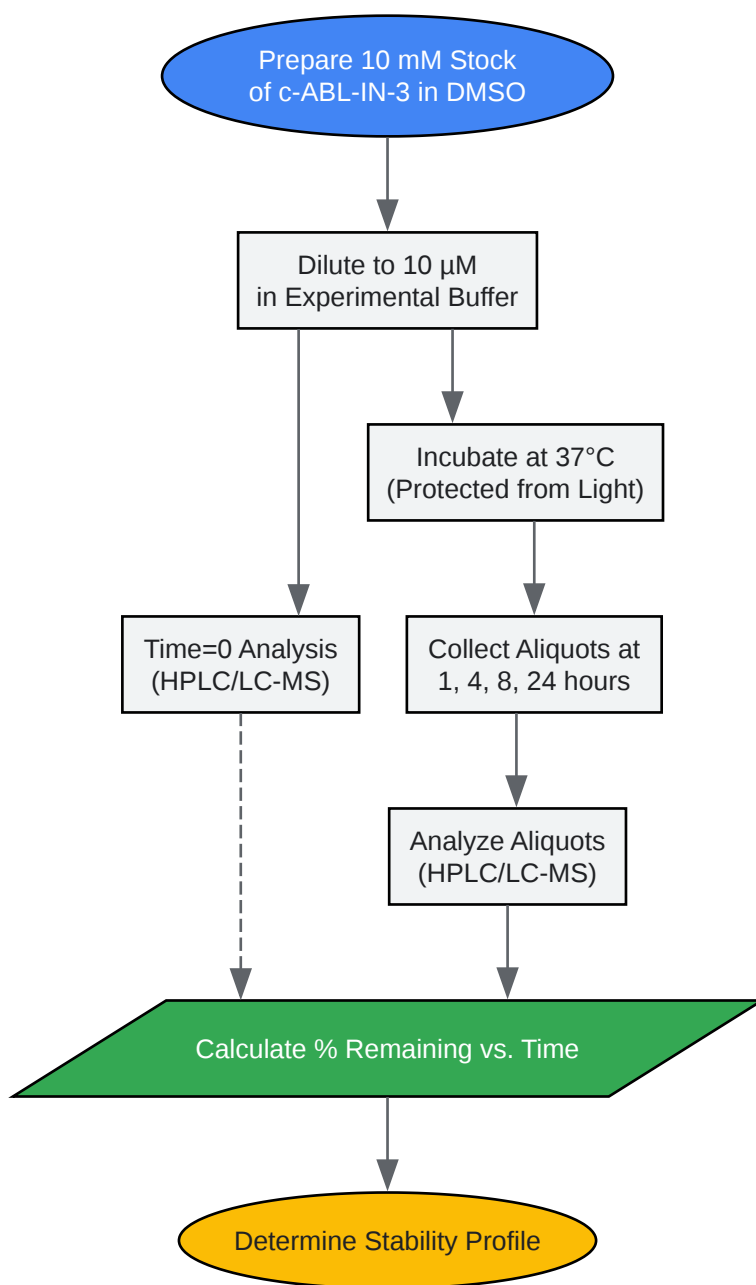 Prepare 10 mM Stock
of c-ABL-IN-3 in DMSO
Dilute to 10 µM
in Experimental Buffer
Incubate at 37°C
(Protected from Light)
Time=0 Analysis
(HPLC/LC-MS)
Collect Aliquots at
1, 4, 8, 24 hours
Analyze Aliquots
(HPLC/LC-MS)
Calculate % Remaining vs. Time
Determine Stability Profile